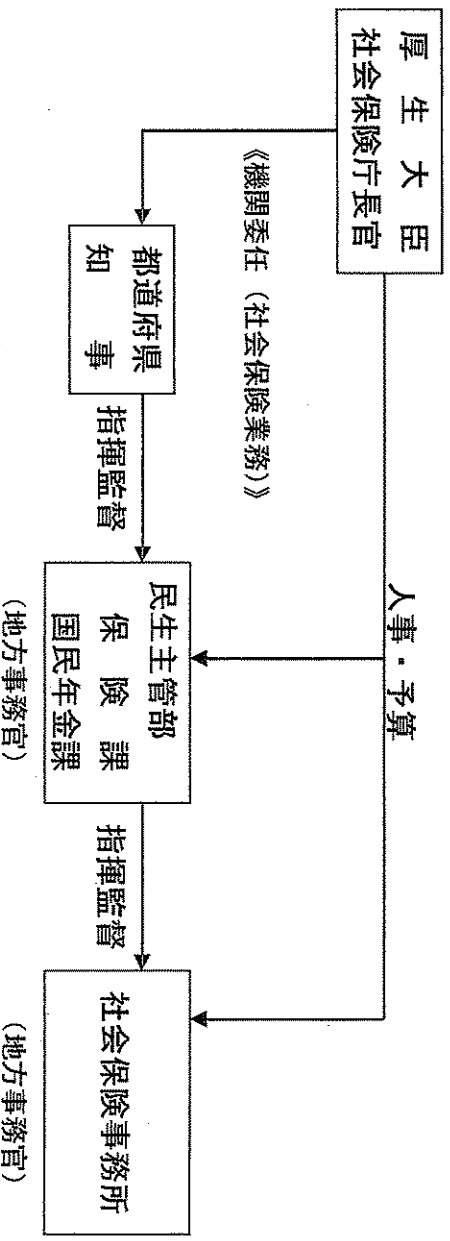 厚生大臣
社会保険庁長官
《機関委任（社会保険業務）》
人事・予算
都道府県
知事
指揮監督
民生主管部
保険課
国民年金課
（地方事務官）
指揮監督
社会保険事務所
（地方事務官）